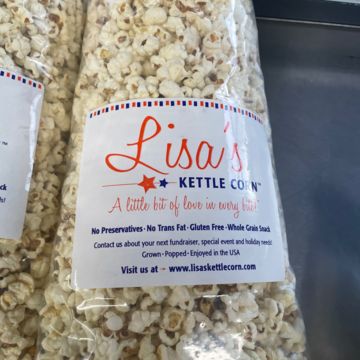 Lisa's
KETTLE CORN™
A little bit of love in every bite!™
No Preservatives · No Trans Fat · Gluten Free · Whole Grain Snack
Contact us about your next fundraiser, special event and holiday needs!
Grown · Popped · Enjoyed in the USA
Visit us at – www.lisaskettlecorn.com